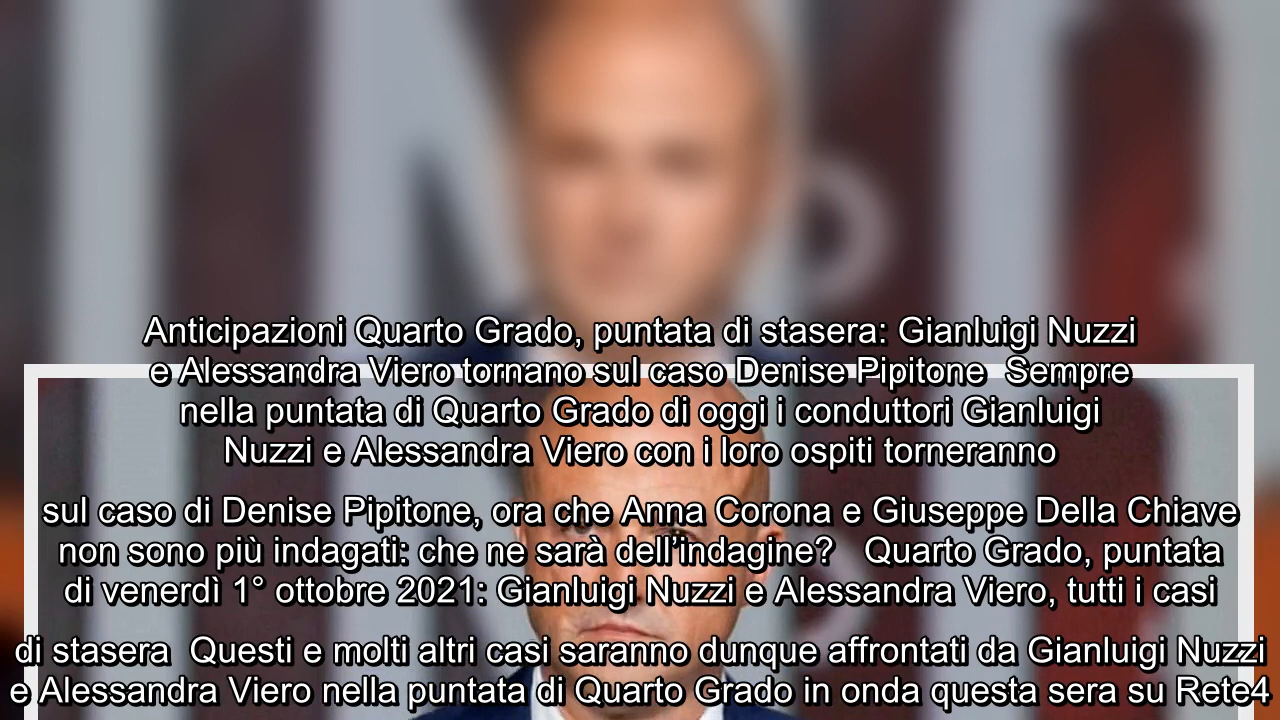 Anticipazioni Quarto Grado, puntata di stasera: Gianluigi Nuzzi
e Alessandra Viero tornano sul caso Denise Pipitone  Sempre
nella puntata di Quarto Grado di oggi i conduttori Gianluigi
Nuzzi e Alessandra Viero con i loro ospiti torneranno
sul caso di Denise Pipitone, ora che Anna Corona e Giuseppe Della Chiave
non sono più indagati: che ne sarà dell’indagine?   Quarto Grado, puntata
di venerdì 1° ottobre 2021: Gianluigi Nuzzi e Alessandra Viero, tutti i casi
di stasera  Questi e molti altri casi saranno dunque affrontati da Gianluigi Nuzzi
e Alessandra Viero nella puntata di Quarto Grado in onda questa sera su Rete4